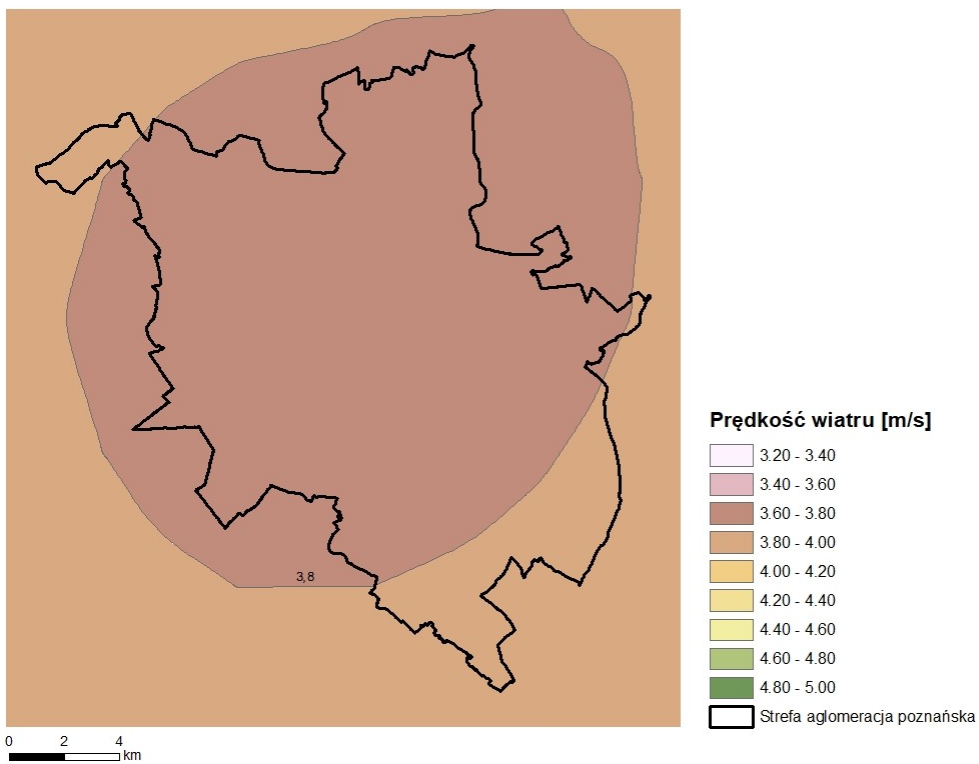 3,8
Prędkość wiatru [m/s]
3.20 - 3.40
3.40 - 3.60
3.60 - 3.80
3.80 - 4.00
4.00 - 4.20
4.20 - 4.40
4.40 - 4.60
4.60 - 4.80
4.80 - 5.00
Strefa aglomeracja poznańska
0 2 4
km